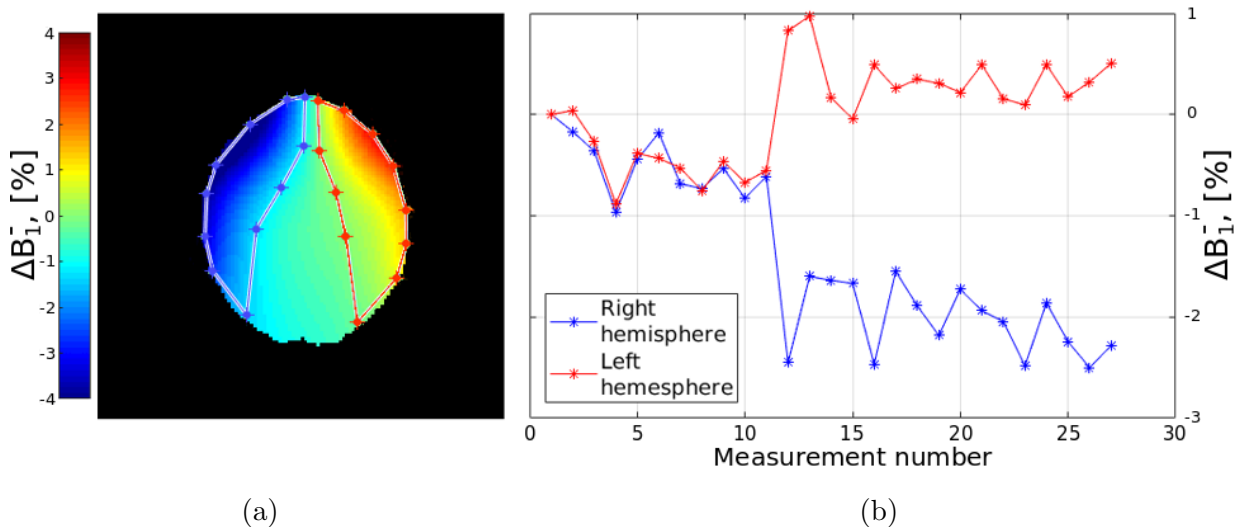 4
3
2
1
0
-1
-2
-3
-4
ΔB₁⁻, [%]
1
0
-1
-2
-3
ΔB₁⁻, [%]
Right
hemisphere
Left
hemesphere
0 5 10 15 20 25 30
Measurement number
(a) (b)